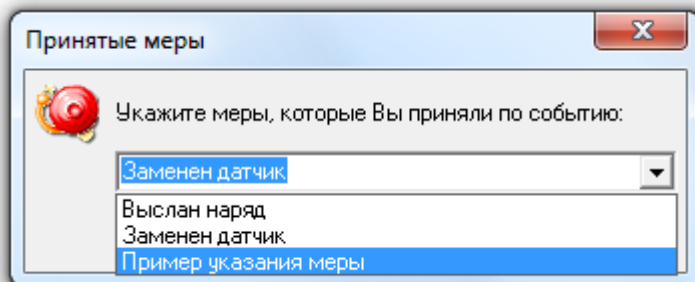 Принятые меры
Укажите меры, которые Вы приняли по событию:
Заменен датчик
Выслан наряд
Заменен датчик
Пример указания меры